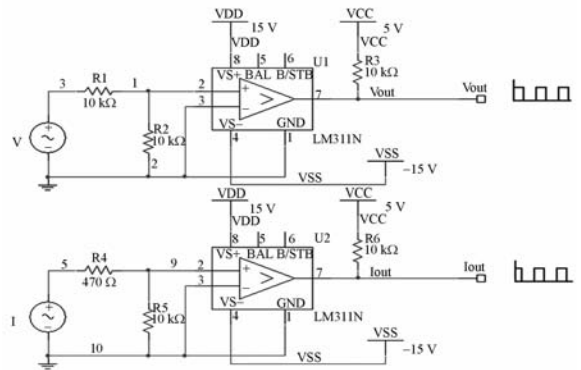 VDD VCC
15 V 5 V
VDD VCC
8 5 6 U1 R3
VS+ BAL B/STB 10 kΩ
3 R1 1 2 + 7 Vout Vout
10 kΩ 3 −
R2 GND
V 10 kΩ VS− LM311N
2 4 1 VSS
VSS −15 V
VDD VCC
15 V 5 V
VDD VCC
8 5 6 U2 R6
VS+ BAL B/STB 10 kΩ
5 R4 9 2 + 7 Iout Iout
470 Ω 3 −
R5 GND
I 10 kΩ VS− LM311N
I0 4 1 VSS
VSS −15 V